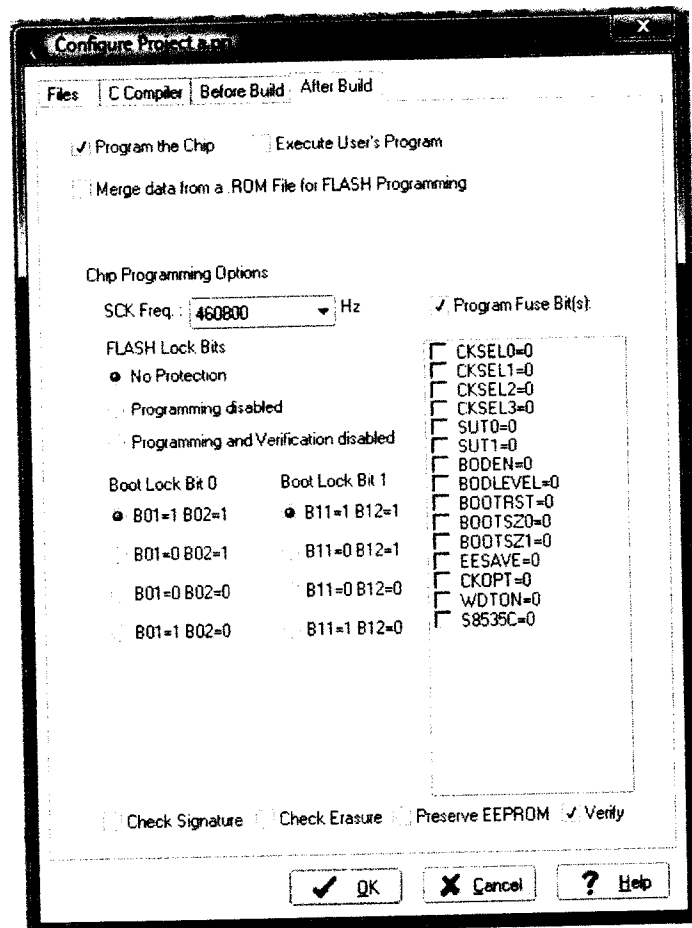 Configure Project a.prj
X
Files C Compiler Before Build After Build
Program the Chip Execute User's Program
Merge data from a .ROM File for FLASH Programming
Chip Programming Options
SCK Freq. : 460800 Hz Program Fuse Bit(s):
FLASH Lock Bits
No Protection
Programming disabled
Programming and Verification disabled
Boot Lock Bit 0 Boot Lock Bit 1
B01=1 B02=1 B11=1 B12=1
B01=0 B02=1 B11=0 B12=1
B01=0 B02=0 B11=0 B12=0
B01=1 B02=0 B11=1 B12=0
CKSEL0=0
CKSEL1=0
CKSEL2=0
CKSEL3=0
SUT0=0
SUT1=0
BODEN=0
BODLEVEL=0
BOOTRST=0
BOOTSZ0=0
BOOTSZ1=0
EESAVE=0
CKOPT=0
WDTON=0
S8535C=0
Check Signature Check Erasure Preserve EEPROM Verify
OK Cancel ? Help